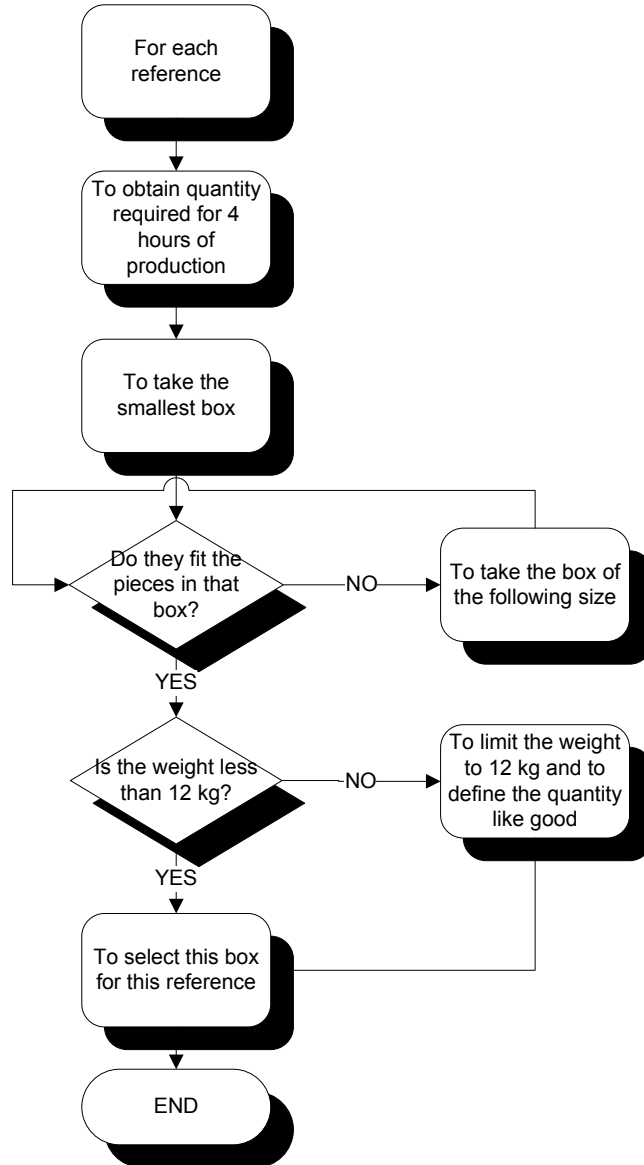 For each
reference
To obtain quantity
required for 4
hours of
production
To take the
smallest box
Do they fit the
pieces in that
box?
NO
To take the box of
the following size
YES
Is the weight less
than 12 kg?
NO
To limit the weight
to 12 kg and to
define the quantity
like good
YES
To select this box
for this reference
END